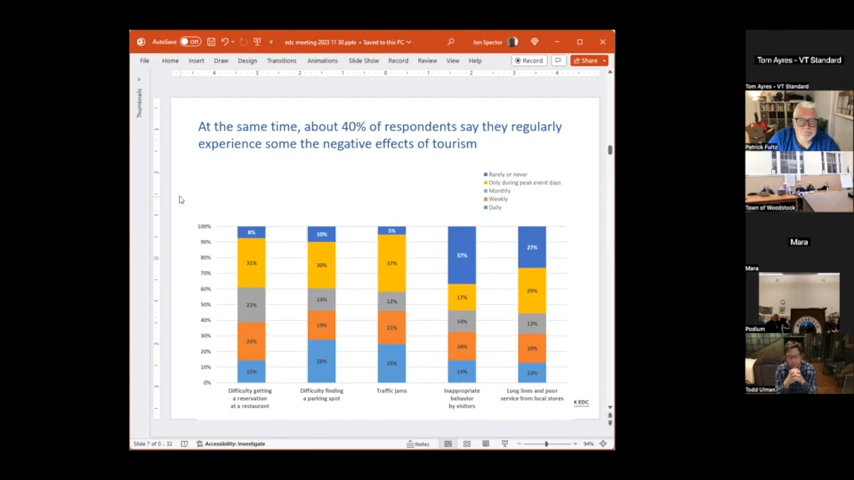 AutoSave Off
edc meeting 2023 11 30.pptx • Saved to this PC
Jon Spector
File Home Insert Draw Design Transitions Animations Slide Show Record Review View Help
Record
Share
Thumbnails
At the same time, about 40% of respondents say they regularly
experience some the negative effects of tourism
Rarely or never
Only during peak event days
Monthly
Weekly
Daily
100%
90%
80%
70%
60%
50%
40%
30%
20%
10%
0%
8% 10% 5% 37% 27%
31% 30% 37% 17% 29%
22% 14% 12% 14% 13%
24% 21% 18% 19%
15% 28% 25% 14% 13%
Difficulty getting
a reservation
at a restaurant
Difficulty finding
a parking spot
Traffic jams
Inappropriate
behavior
by visitors
Long lines and poor
service from local stores
K EDC
Slide 7 of 0 - 32
Accessibility: Investigate
Notes
94%
Tom Ayres - VT Standard
Tom Ayres - VT Standard
Patrick Fultz
Town of Woodstock
Mara
Mara
Podium
Todd Ulman